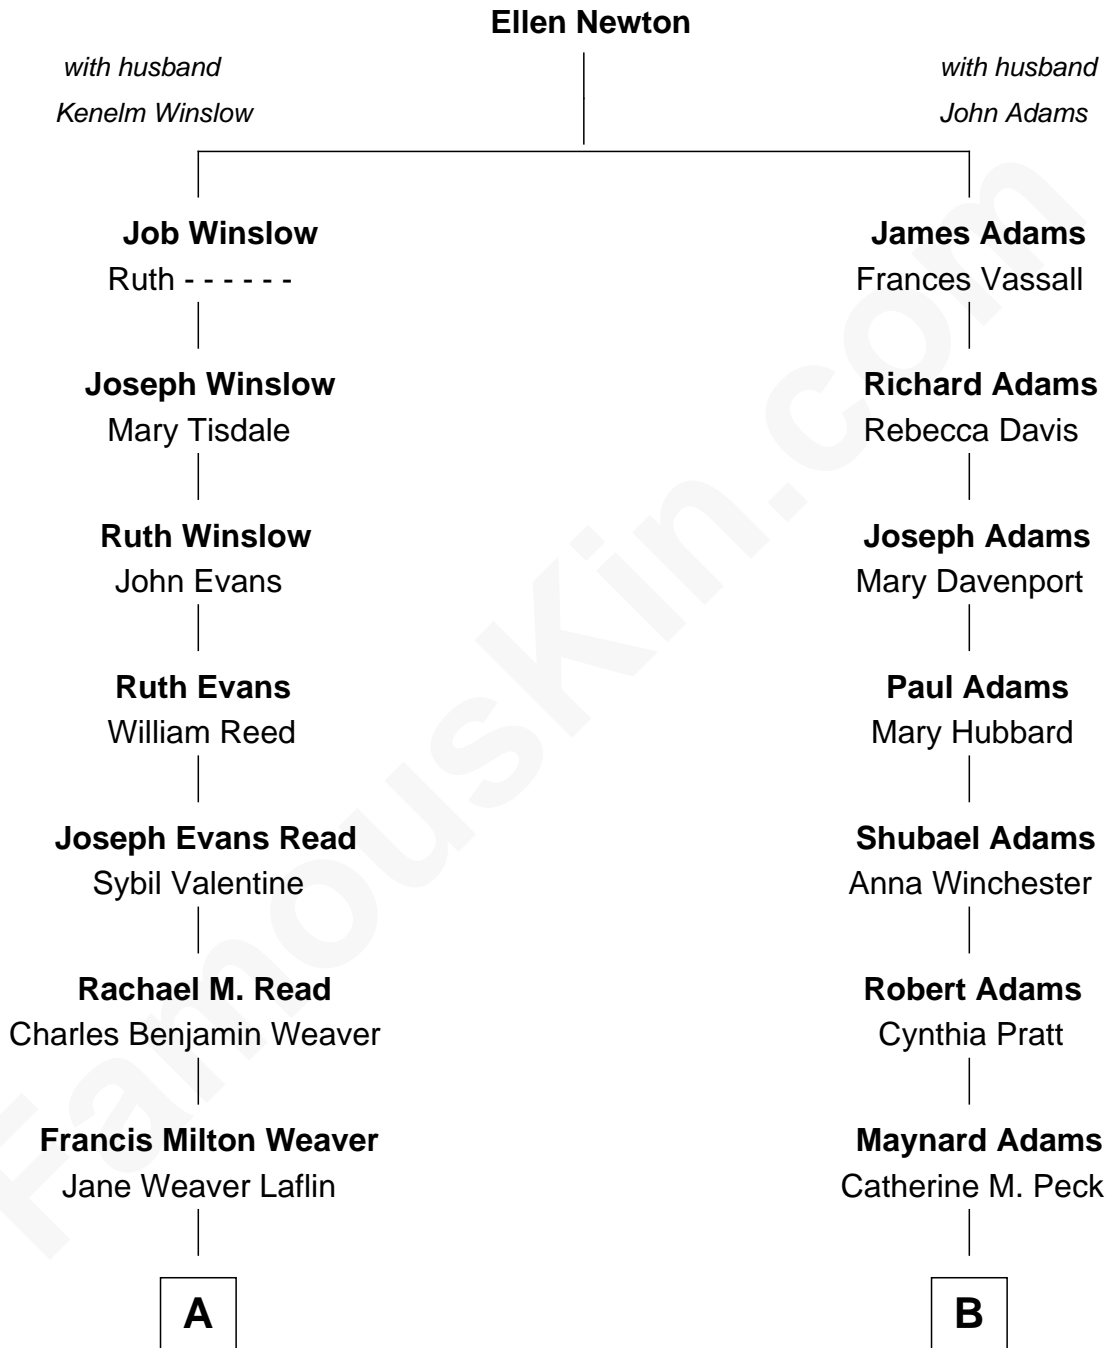 Ellen Newton
with husband
Kenelm Winslow
with husband
John Adams
Job Winslow
Ruth - - - - - -
James Adams
Frances Vassall
Joseph Winslow
Mary Tisdale
Richard Adams
Rebecca Davis
Ruth Winslow
John Evans
Joseph Adams
Mary Davenport
Ruth Evans
William Reed
Paul Adams
Mary Hubbard
Joseph Evans Read
Sybil Valentine
Shubael Adams
Anna Winchester
Rachael M. Read
Charles Benjamin Weaver
Robert Adams
Cynthia Pratt
Francis Milton Weaver
Jane Weaver Laflin
Maynard Adams
Catherine M. Peck
A
B
FamousKin.com